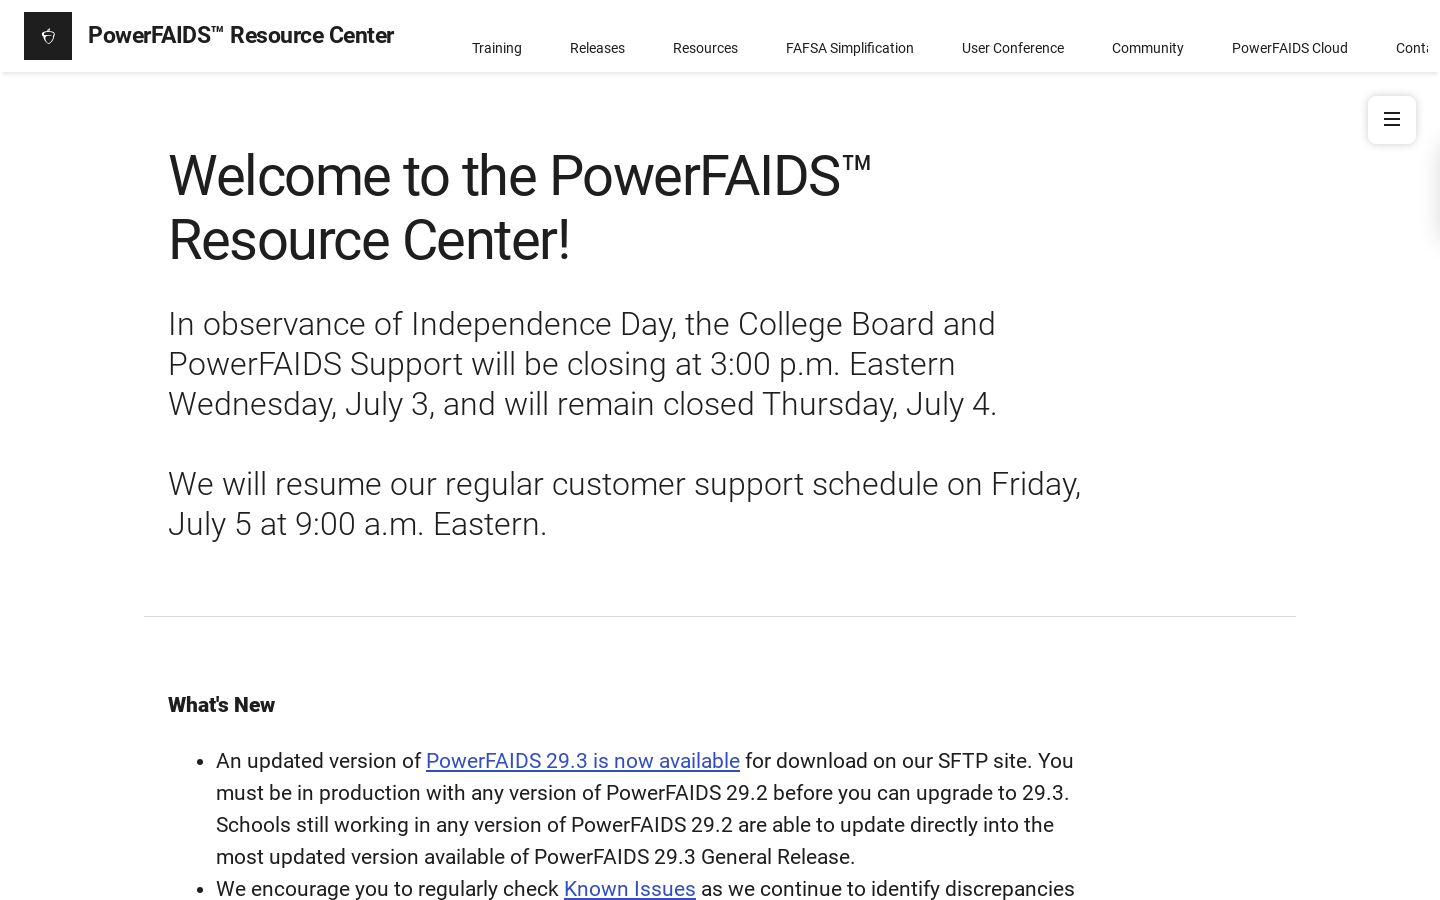 PowerFAIDS™ Resource Center
Training Releases Resources FAFSA Simplification User Conference Community PowerFAIDS Cloud
Welcome to the PowerFAIDS™
Resource Center!
In observance of Independence Day, the College Board and
PowerFAIDS Support will be closing at 3:00 p.m. Eastern
Wednesday, July 3, and will remain closed Thursday, July 4.
We will resume our regular customer support schedule on Friday,
July 5 at 9:00 a.m. Eastern.
What's New
• An updated version of PowerFAIDS 29.3 is now available for download on our SFTP site. You
must be in production with any version of PowerFAIDS 29.2 before you can upgrade to 29.3.
Schools still working in any version of PowerFAIDS 29.2 are able to update directly into the
most updated version available of PowerFAIDS 29.3 General Release.
• We encourage you to regularly check Known Issues as we continue to identify discrepancies